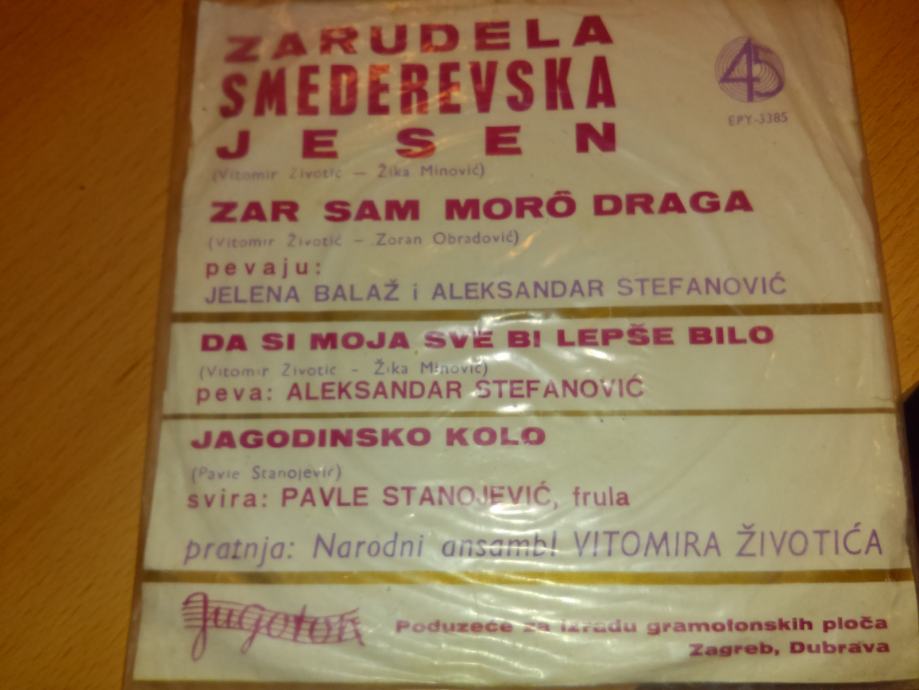 ZARUDELA
SMEDEREVSKA
JESEN
(Vitomir Životić – Žika Minović)
45
EPY-3385
ZAR SAM MORÔ DRAGA
(Vitomir Životić – Zoran Obradović)
pevaju:
JELENA BALAŽ i ALEKSANDAR STEFANOVIĆ
DA SI MOJA SVE BI LEPŠE BILO
(Vitomir Životić - Žika Minović)
peva: ALEKSANDAR STEFANOVIĆ
JAGODINSKO KOLO
(Pavle Stanojević)
svira: PAVLE STANOJEVIĆ, frula
pratnja: Narodni ansambl VITOMIRA ŽIVOTIĆA
Jugoton
Poduzeće za izradu gramofonskih ploča
Zagreb, Dubrava